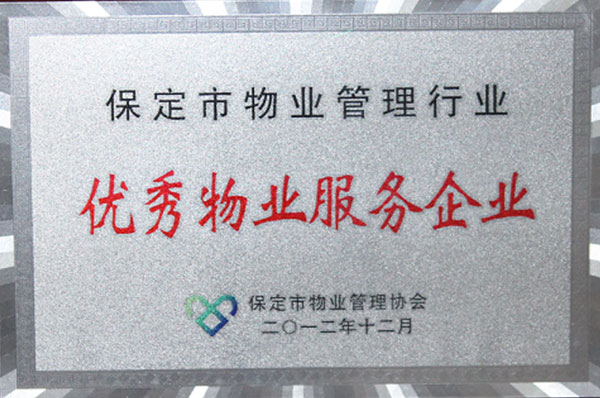 保定市物业管理行业
优秀物业服务企业
保定市物业管理协会
二〇一二年十二月